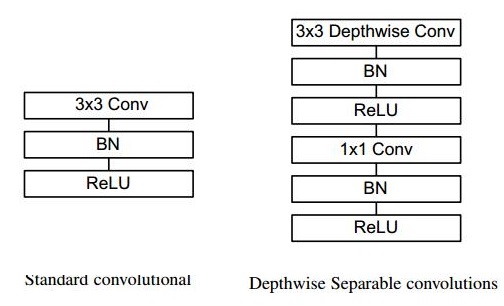 3x3 Conv
BN
ReLU
Standard convolutional
3x3 Depthwise Conv
BN
ReLU
1x1 Conv
BN
ReLU
Depthwise Separable convolutions